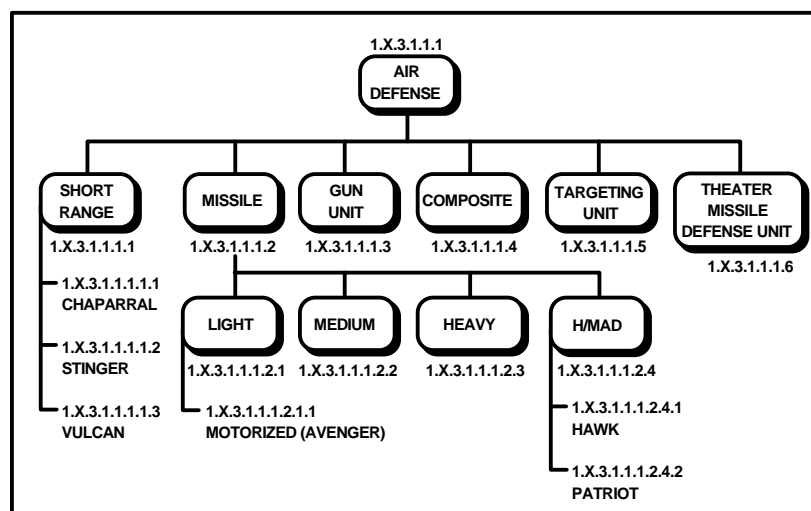 1.X.3.1.1.1
AIR
DEFENSE
SHORT
RANGE
1.X.3.1.1.1.1
1.X.3.1.1.1.1.1
CHAPARRAL
1.X.3.1.1.1.1.2
STINGER
1.X.3.1.1.1.1.3
VULCAN
MISSILE
1.X.3.1.1.1.2
LIGHT
1.X.3.1.1.1.2.1
1.X.3.1.1.1.2.1.1
MOTORIZED (AVENGER)
MEDIUM
1.X.3.1.1.1.2.2
HEAVY
1.X.3.1.1.1.2.3
H/MAD
1.X.3.1.1.1.2.4
1.X.3.1.1.1.2.4.1
HAWK
1.X.3.1.1.1.2.4.2
PATRIOT
GUN
UNIT
1.X.3.1.1.1.3
COMPOSITE
1.X.3.1.1.1.4
TARGETING
UNIT
1.X.3.1.1.1.5
THEATER
MISSILE
DEFENSE UNIT
1.X.3.1.1.1.6